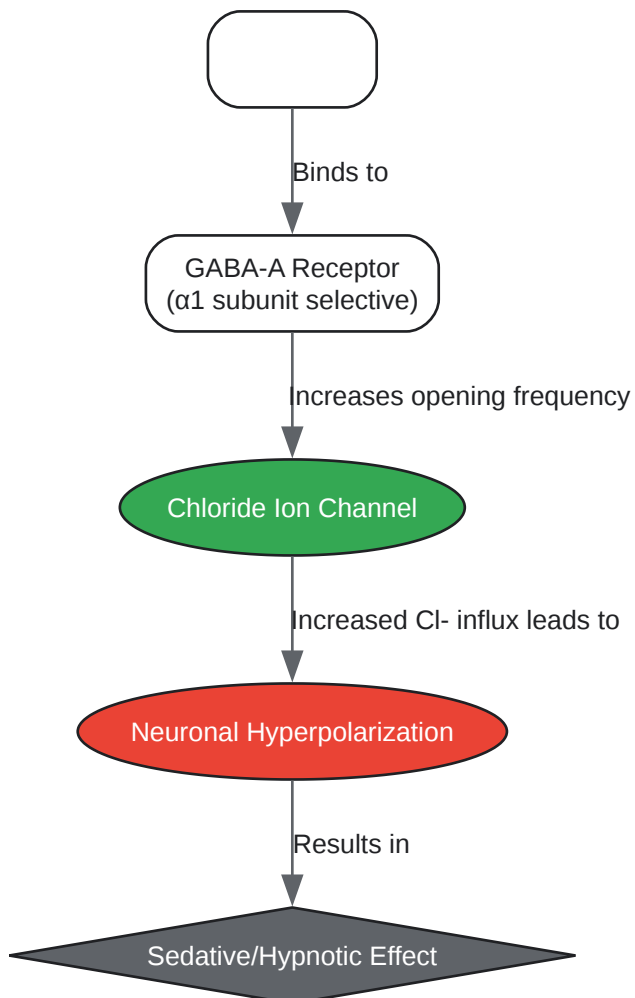 Binds to
GABA-A Receptor
(α1 subunit selective)
Increases opening frequency
Chloride Ion Channel
Increased Cl- influx leads to
Neuronal Hyperpolarization
Results in
Sedative/Hypnotic Effect